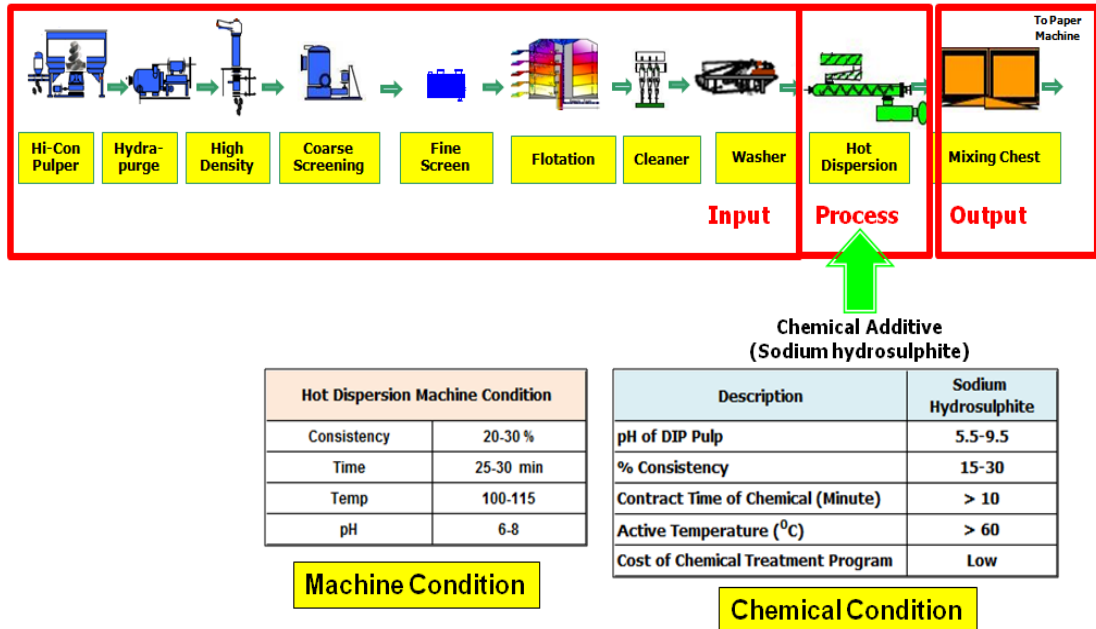 To Paper
Machine
Hi-Con
Pulper
Hydra-
purge
High
Density
Coarse
Screening
Fine
Screen
Flotation
Cleaner
Washer
Hot
Dispersion
Mixing Chest
Input
Process
Output
Chemical Additive
(Sodium hydrosulphite)
Hot Dispersion Machine Condition
Consistency 20-30 %
Time 25-30 min
Temp 100-115
pH 6-8
Machine Condition
Description Sodium
Hydrosulphite
pH of DIP Pulp 5.5-9.5
% Consistency 15-30
Contract Time of Chemical (Minute) > 10
Active Temperature (⁰C) > 60
Cost of Chemical Treatment Program Low
Chemical Condition